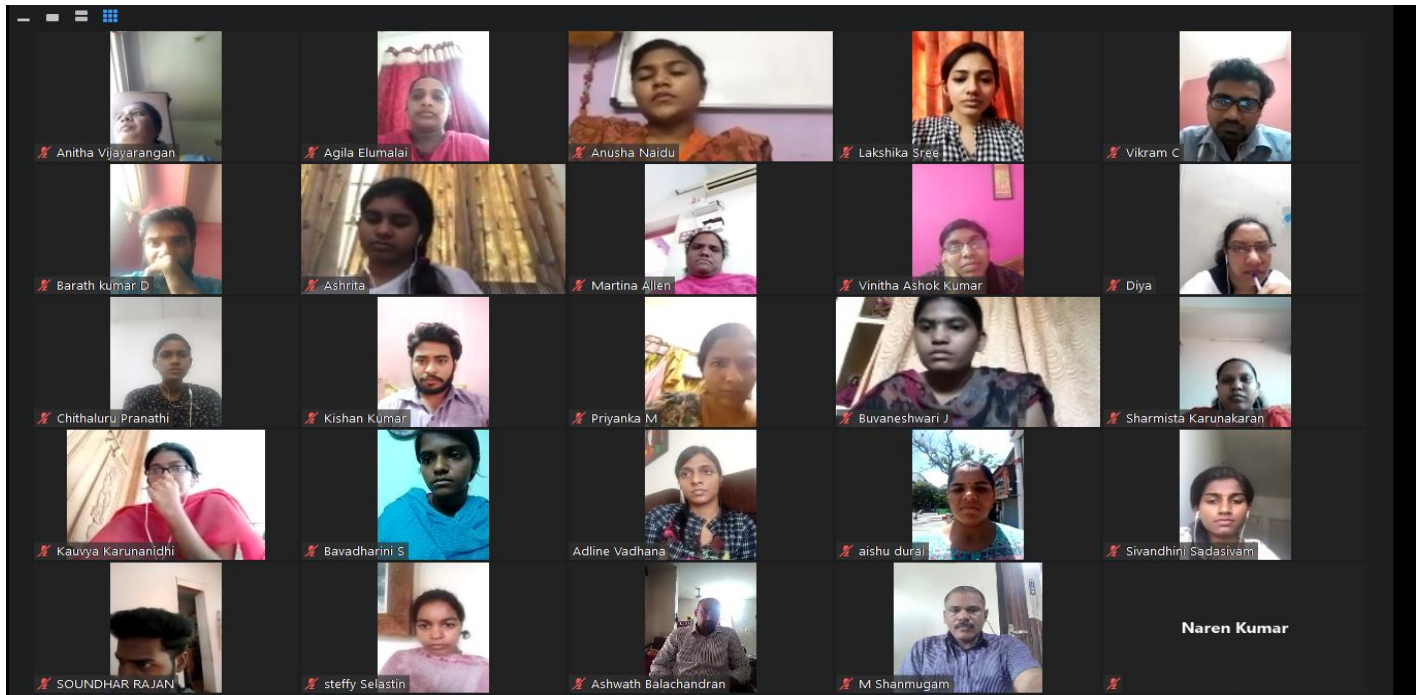 Anitha Vijayarangan
Agila Elumalai
Anusha Naidu
Lakshika Sree
Vikram C
Barath kumar D
Ashrita
Martina Allen
Vinitha Ashok Kumar
Diya
Chithaluru Pranathi
Kishan Kumar
Priyanka M
Buvaneshwari J
Sharmista Karunakaran
Kauvya Karunanidhi
Bavadharini S
Adline Vadhana
aishu durai
Sivandhini Sadasivam
SOUNDHAR RAJAN
steffy Selastin
Ashwath Balachandran
M Shanmugam
Naren Kumar